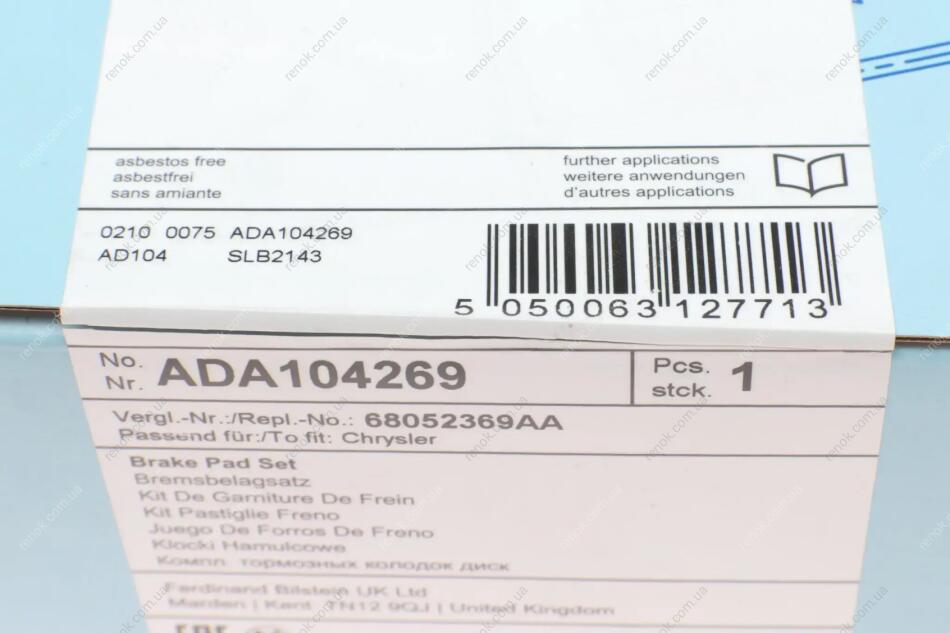 asbestos free
asbestfrei
sans amiante
further applications
weitere anwendungen
d'autres applications
0210 0075 ADA104269
AD104 SLB2143
5 050063 127713
No. Nr. ADA104269
Pcs. stck. 1
Vergl.-Nr.:/Repl.-No.: 68052369AA
Passend für:/To fit: Chrysler
Brake Pad Set
Bremsbelagsatz
Kit De Garniture De Frein
Kit Pastiglie Freno
Juego De Forros De Freno
Klocki Hamulcowe
Компл. тормозных колодок диск
Ferdinand Bilstein UK Ltd
Marden | Kent TN12 9QJ | United Kingdom
renok.com.ua